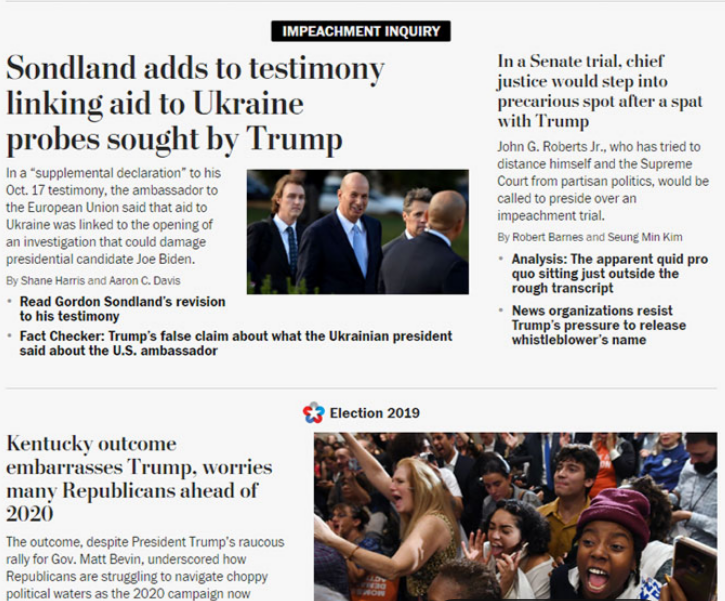 IMPEACHMENT INQUIRY
Sondland adds to testimony
linking aid to Ukraine
probes sought by Trump
In a “supplemental declaration” to his
Oct. 17 testimony, the ambassador to
the European Union said that aid to
Ukraine was linked to the opening of
an investigation that could damage
presidential candidate Joe Biden.
By Shane Harris and Aaron C. Davis
• Read Gordon Sondland’s revision
to his testimony
• Fact Checker: Trump’s false claim about what the Ukrainian president
said about the U.S. ambassador
In a Senate trial, chief
justice would step into
precarious spot after a spat
with Trump
John G. Roberts Jr., who has tried to
distance himself and the Supreme
Court from partisan politics, would be
called to preside over an
impeachment trial.
By Robert Barnes and Seung Min Kim
• Analysis: The apparent quid pro
quo sitting just outside the
rough transcript
• News organizations resist
Trump’s pressure to release
whistleblower’s name
Election 2019
Kentucky outcome
embarrasses Trump, worries
many Republicans ahead of
2020
The outcome, despite President Trump’s raucous
rally for Gov. Matt Bevin, underscored how
Republicans are struggling to navigate choppy
political waters as the 2020 campaign now